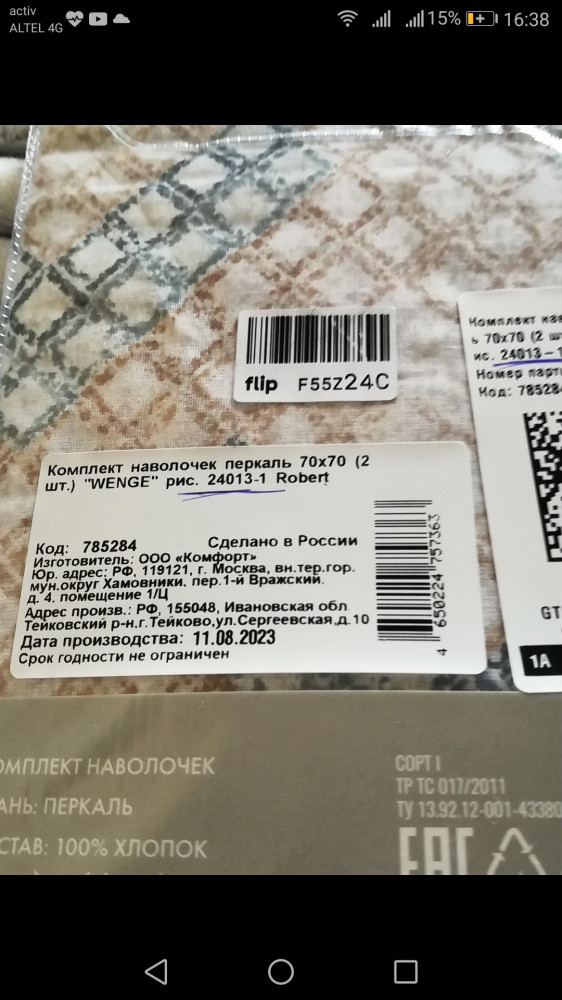 activ
ALTEL 4G
15%
16:38
flip F55Z24C
Комплект
ь 70х70 (2
ис. 24013-1
Номер
Код: 78528
Комплект наволочек перкаль 70х70 (2
шт.) "WENGE" рис. 24013-1 Robert
Код: 785284 Сделано в России
Изготовитель: ООО «Комфорт»
Юр. адрес: РФ, 119121, г. Москва, вн.тер.гор.
мун.округ Хамовники, пер.1-й Вражский.
д. 4, помещение 1/Ц
Адрес произв.: РФ, 155048, Ивановская обл
Тейковский р-н.г.Тейково,ул.Сергеевская,д.10
Дата производства: 11.08.2023
Срок годности не ограничен
4 650224 757363
GT
1A
ОМПЛЕКТ НАВОЛОЧЕК
АНЬ: ПЕРКАЛЬ
СТАВ: 100% ХЛОПОК
СОРТ I
ТР ТС 017/2011
ТУ 13.92.12-001-43380
EAC